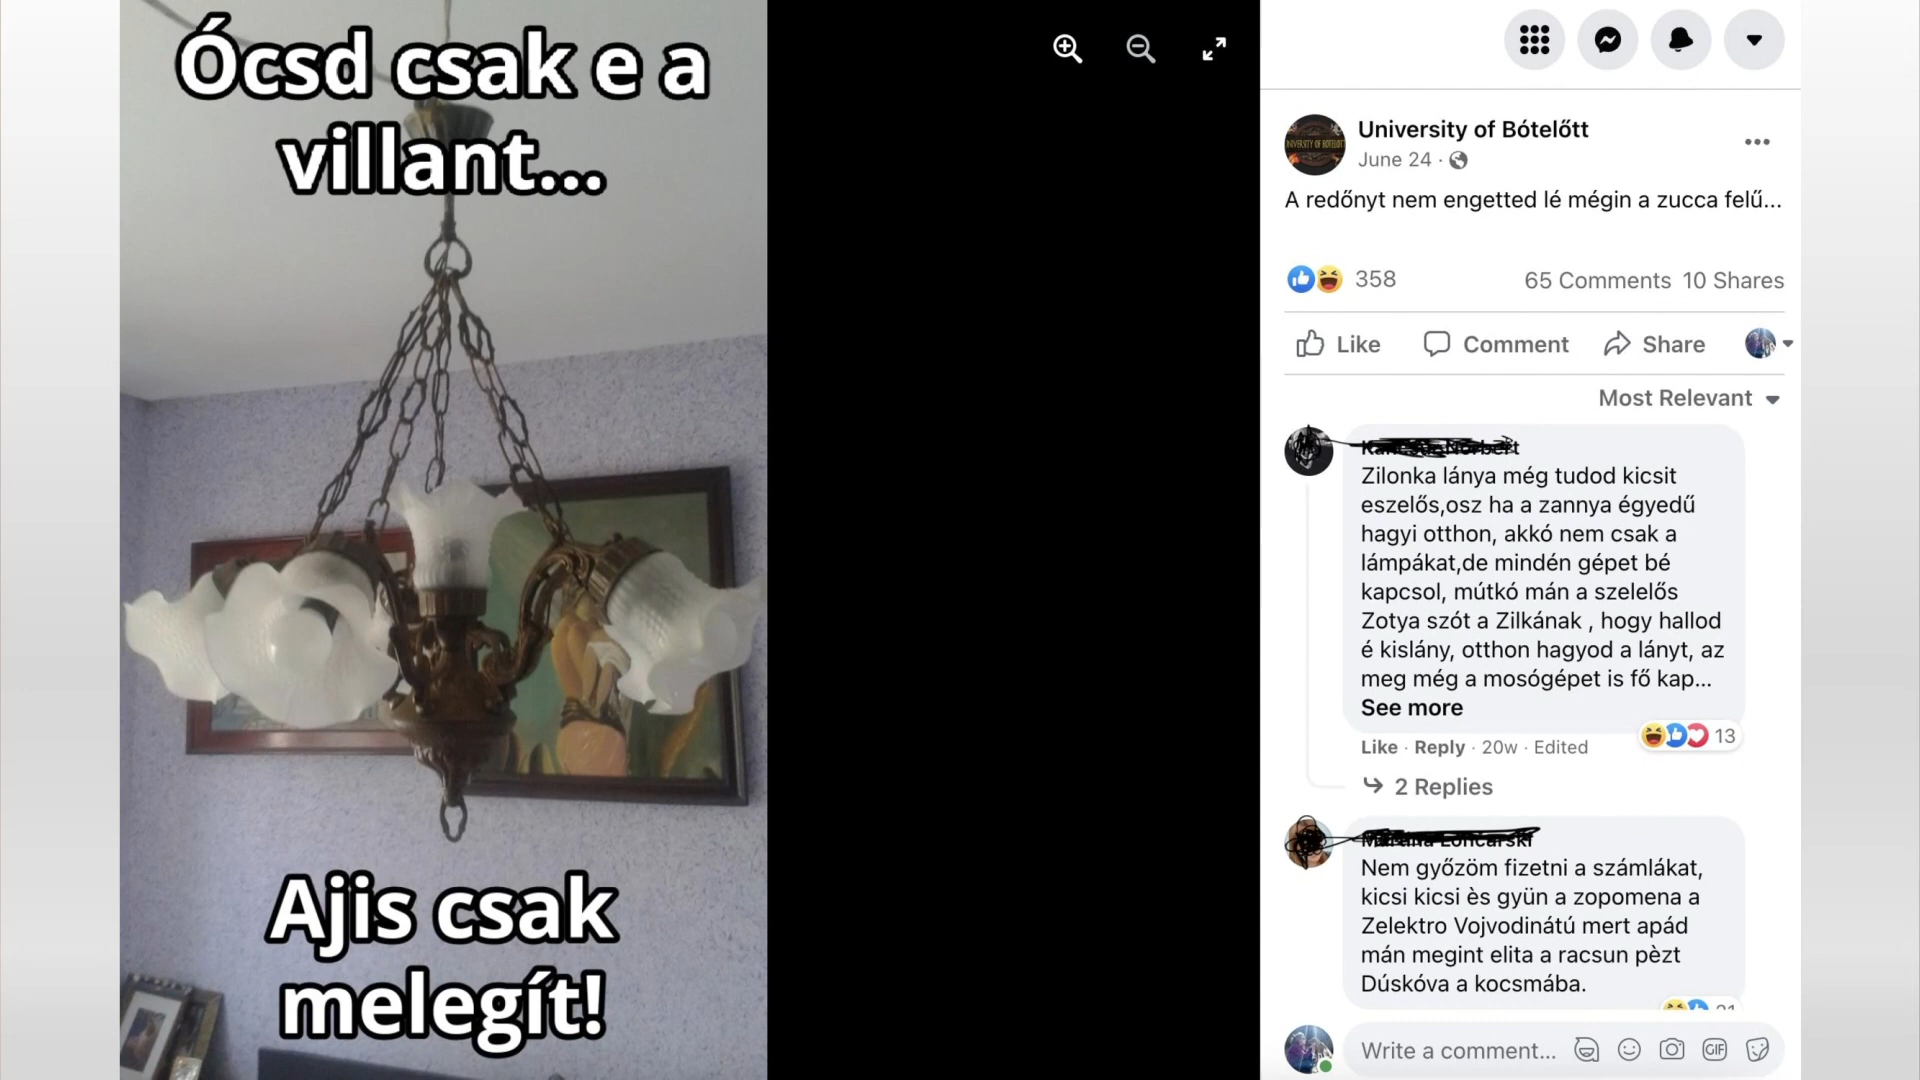 Ócsd csak e a
villant...
Ajis csak
melegít!
University of Bótelőtt
June 24 ·
A redőnyt nem engetted lé mégin a zucca felű...
358
65 Comments 10 Shares
Like Comment Share
Most Relevant
Zilonka lánya még tudod kicsit
eszelős,osz ha a zannya égyedű
hagyi otthon, akkó nem csak a
lámpákat,de mindén gépet bé
kapcsol, mútkó mán a szelelős
Zotya szót a Zilkának , hogy hallod
é kislány, otthon hagyod a lányt, az
meg még a mosógépet is fő kap...
See more
13
Like · Reply · 20w · Edited
2 Replies
Nem győzöm fizetni a számlákat,
kicsi kicsi ès gyün a zopomena a
Zelektro Vojvodinátú mert apád
mán megint elita a racsun pèzt
Dúskóva a kocsmába.
Write a comment...
GIF